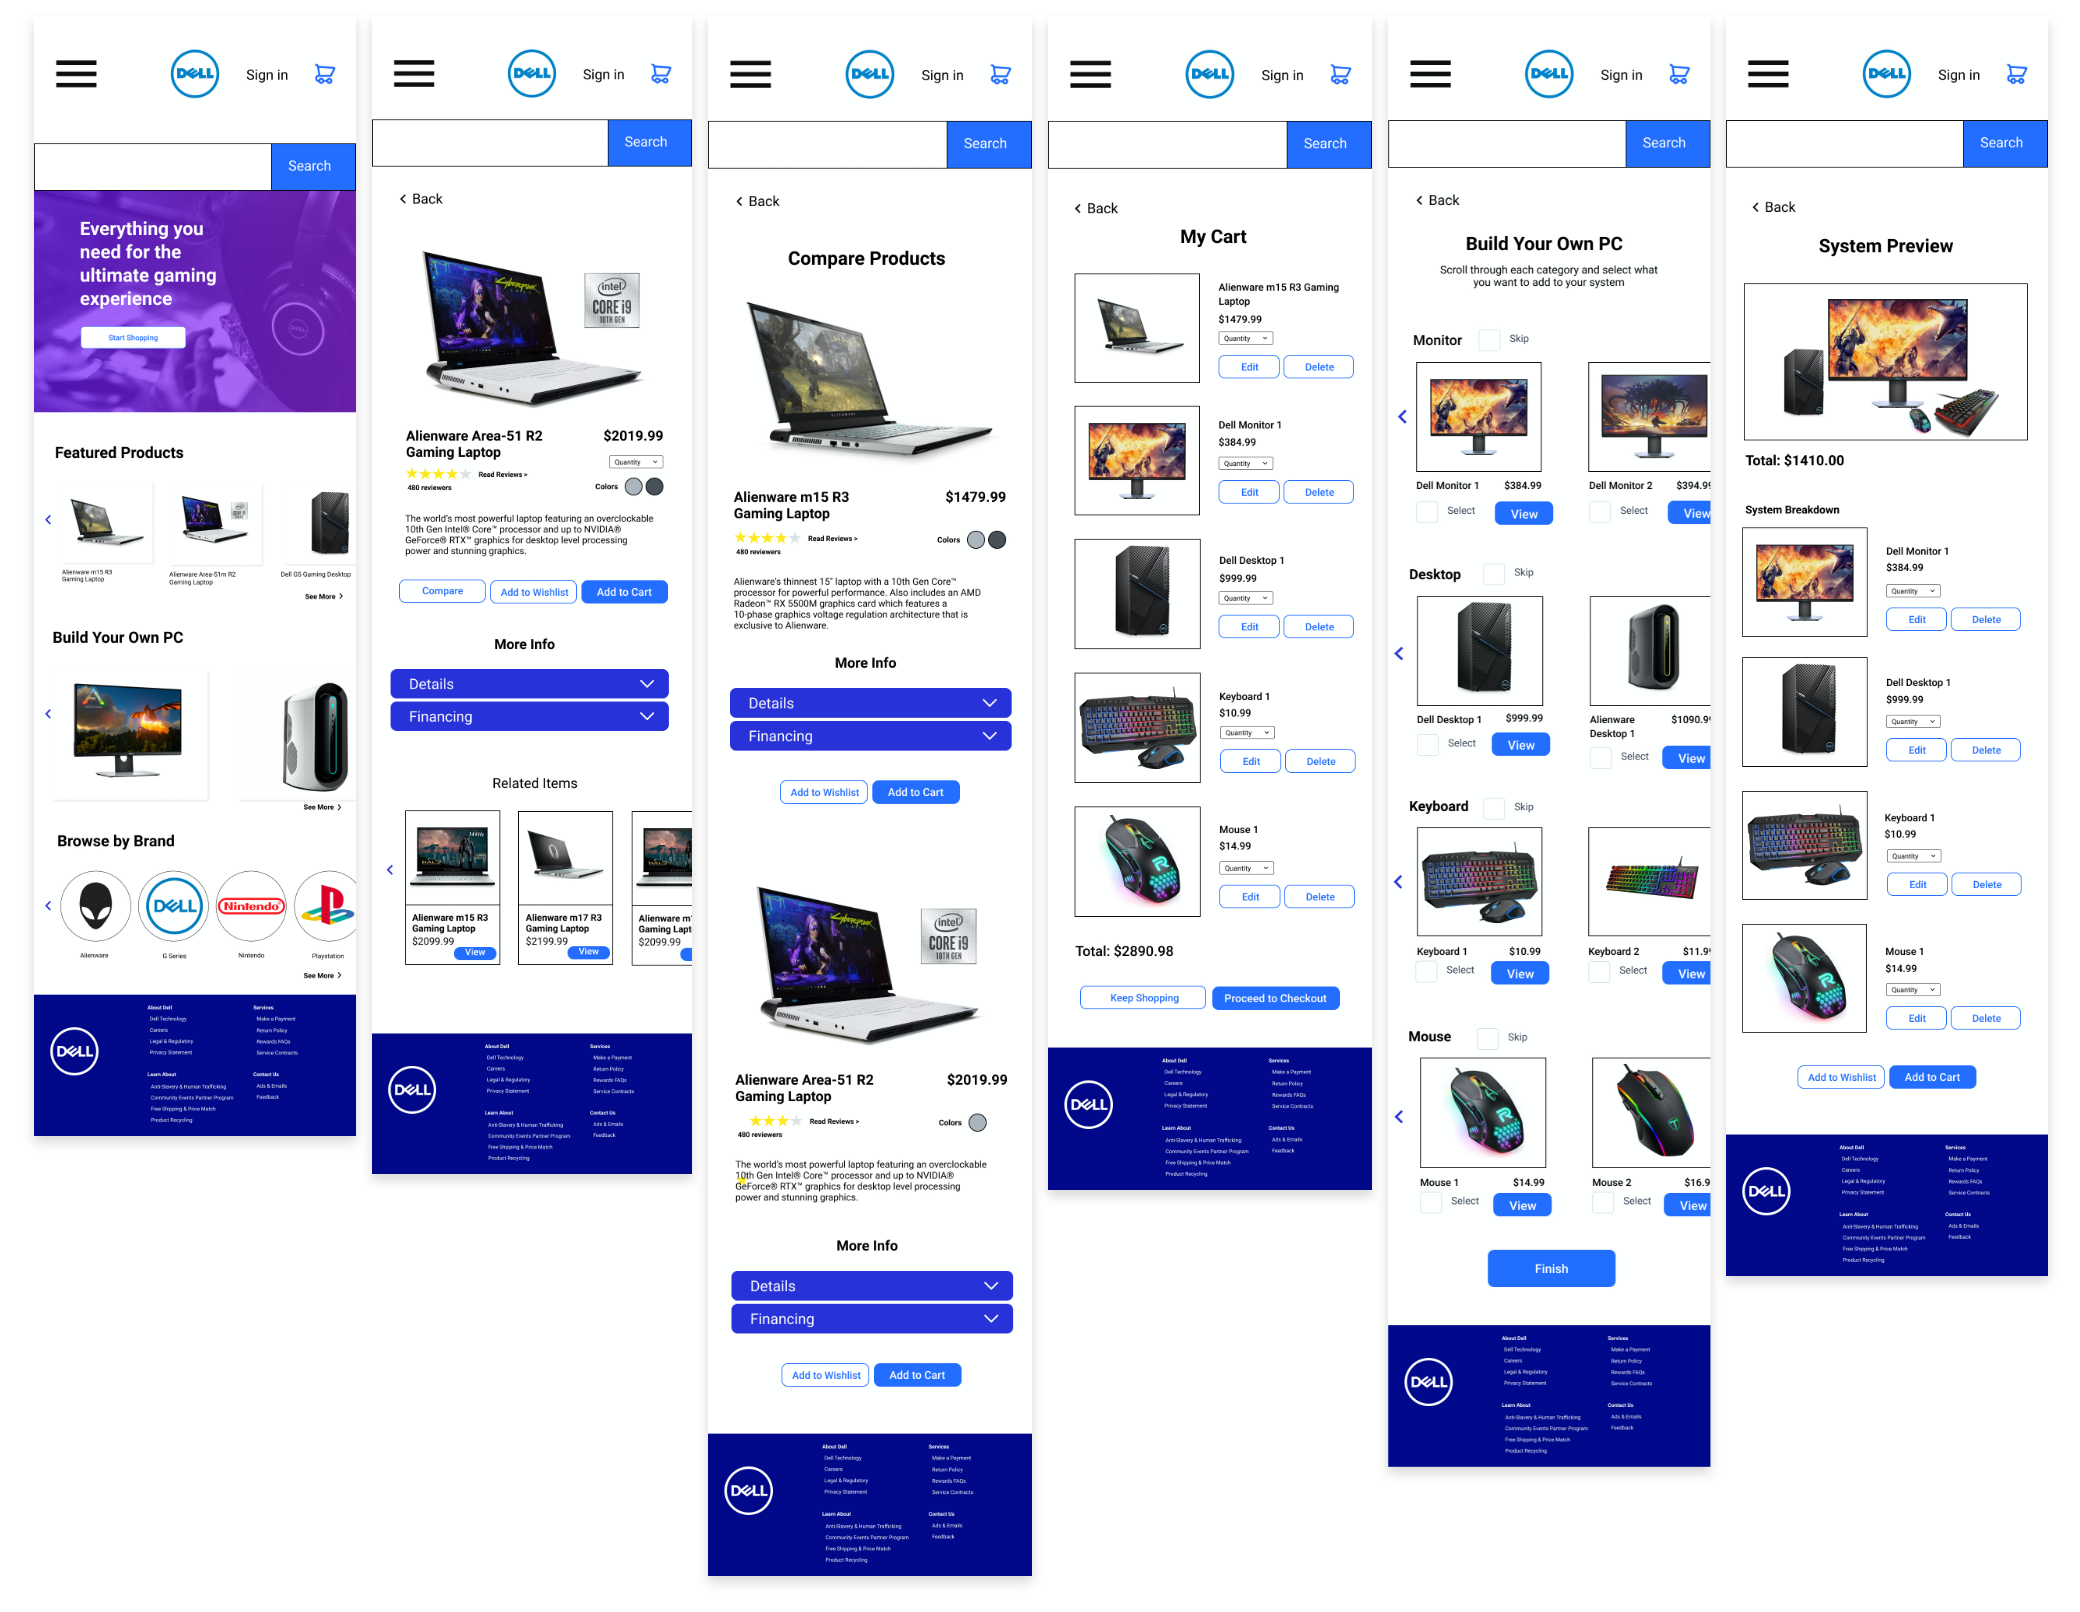 DELL
Sign in
Search
Everything you
need for the
ultimate gaming
experience
Start Shopping
Featured Products
Alienware m15 R3
Gaming Laptop
Alienware Area-51m R2
Gaming Laptop
Dell G5 Gaming Desktop
See More >
Build Your Own PC
See More >
Browse by Brand
DELL
Nintendo
Alienware
G Series
Nintendo
Playstation
See More >
DELL
About Dell
Dell Technology
Careers
Legal & Regulatory
Privacy Statement
Learn About
Anti-Slavery & Human Trafficking
Community Events Partner Program
Free Shipping & Price Match
Product Recycling
Services
Make a Payment
Return Policy
Rewards FAQs
Service Contracts
Contact Us
Ads & Emails
Feedback
DELL
Sign in
Search
< Back
Cyberpunk
intel
CORE i9
10TH GEN
Alienware Area-51 R2
Gaming Laptop
$2019.99
Quantity
480 reviewers
Read Reviews >
Colors
The world's most powerful laptop featuring an overclockable
10th Gen Intel® Core™ processor and up to NVIDIA®
GeForce® RTX™ graphics for desktop level processing
power and stunning graphics.
Compare
Add to Wishlist
Add to Cart
More Info
Details
Financing
Related Items
Alienware m15 R3
Gaming Laptop
$2099.99
View
Alienware m17 R3
Gaming Laptop
$2199.99
View
Alienware m
Gaming Lapt
$2099.99
DELL
About Dell
Dell Technology
Careers
Legal & Regulatory
Privacy Statement
Learn About
Anti-Slavery & Human Trafficking
Community Events Partner Program
Free Shipping & Price Match
Product Recycling
Services
Make a Payment
Return Policy
Rewards FAQs
Service Contracts
Contact Us
Ads & Emails
Feedback
DELL
Sign in
Search
< Back
Compare Products
Alienware m15 R3
Gaming Laptop
$1479.99
480 reviewers
Read Reviews >
Colors
Alienware's thinnest 15" laptop with a 10th Gen Core™
processor for powerful performance. Also includes an AMD
Radeon™ RX 5500M graphics card which features a
10-phase graphics voltage regulation architecture that is
exclusive to Alienware.
More Info
Details
Financing
Add to Wishlist
Add to Cart
Cyberpunk
intel
CORE i9
10TH GEN
Alienware Area-51 R2
Gaming Laptop
$2019.99
480 reviewers
Read Reviews >
Colors
The world's most powerful laptop featuring an overclockable
10th Gen Intel® Core™ processor and up to NVIDIA®
GeForce® RTX™ graphics for desktop level processing
power and stunning graphics.
More Info
Details
Financing
Add to Wishlist
Add to Cart
DELL
About Dell
Dell Technology
Careers
Legal & Regulatory
Privacy Statement
Learn About
Anti-Slavery & Human Trafficking
Community Events Partner Program
Free Shipping & Price Match
Product Recycling
Services
Make a Payment
Return Policy
Rewards FAQs
Service Contracts
Contact Us
Ads & Emails
Feedback
DELL
Sign in
Search
< Back
My Cart
Alienware m15 R3 Gaming
Laptop
$1479.99
Quantity
Edit
Delete
Dell Monitor 1
$384.99
Quantity
Edit
Delete
Dell Desktop 1
$999.99
Quantity
Edit
Delete
Keyboard 1
$10.99
Quantity
Edit
Delete
Mouse 1
$14.99
Quantity
Edit
Delete
Total: $2890.98
Keep Shopping
Proceed to Checkout
DELL
About Dell
Dell Technology
Careers
Legal & Regulatory
Privacy Statement
Learn About
Anti-Slavery & Human Trafficking
Community Events Partner Program
Free Shipping & Price Match
Product Recycling
Services
Make a Payment
Return Policy
Rewards FAQs
Service Contracts
Contact Us
Ads & Emails
Feedback
DELL
Sign in
Search
< Back
Build Your Own PC
Scroll through each category and select what
you want to add to your system
Monitor
Skip
Dell Monitor 1
$384.99
Select
View
Dell Monitor 2
$394.99
Select
View
Desktop
Skip
Dell Desktop 1
$999.99
Select
View
Alienware
Desktop 1
$1090.9
Select
View
Keyboard
Skip
Keyboard 1
$10.99
Select
View
Keyboard 2
$11.9
Select
View
Mouse
Skip
Mouse 1
$14.99
Select
View
Mouse 2
$16.9
Select
View
Finish
DELL
About Dell
Dell Technology
Careers
Legal & Regulatory
Privacy Statement
Learn About
Anti-Slavery & Human Trafficking
Community Events Partner Program
Free Shipping & Price Match
Product Recycling
Services
Make a Payment
Return Policy
Rewards FAQs
Service Contracts
Contact Us
Ads & Emails
Feedback
DELL
Sign in
Search
< Back
System Preview
Total: $1410.00
System Breakdown
Dell Monitor 1
$384.99
Quantity
Edit
Delete
Dell Desktop 1
$999.99
Quantity
Edit
Delete
Keyboard 1
$10.99
Quantity
Edit
Delete
Mouse 1
$14.99
Quantity
Edit
Delete
Add to Wishlist
Add to Cart
DELL
About Dell
Dell Technology
Careers
Legal & Regulatory
Privacy Statement
Learn About
Anti-Slavery & Human Trafficking
Community Events Partner Program
Free Shipping & Price Match
Product Recycling
Services
Make a Payment
Return Policy
Rewards FAQs
Service Contracts
Contact Us
Ads & Emails
Feedback